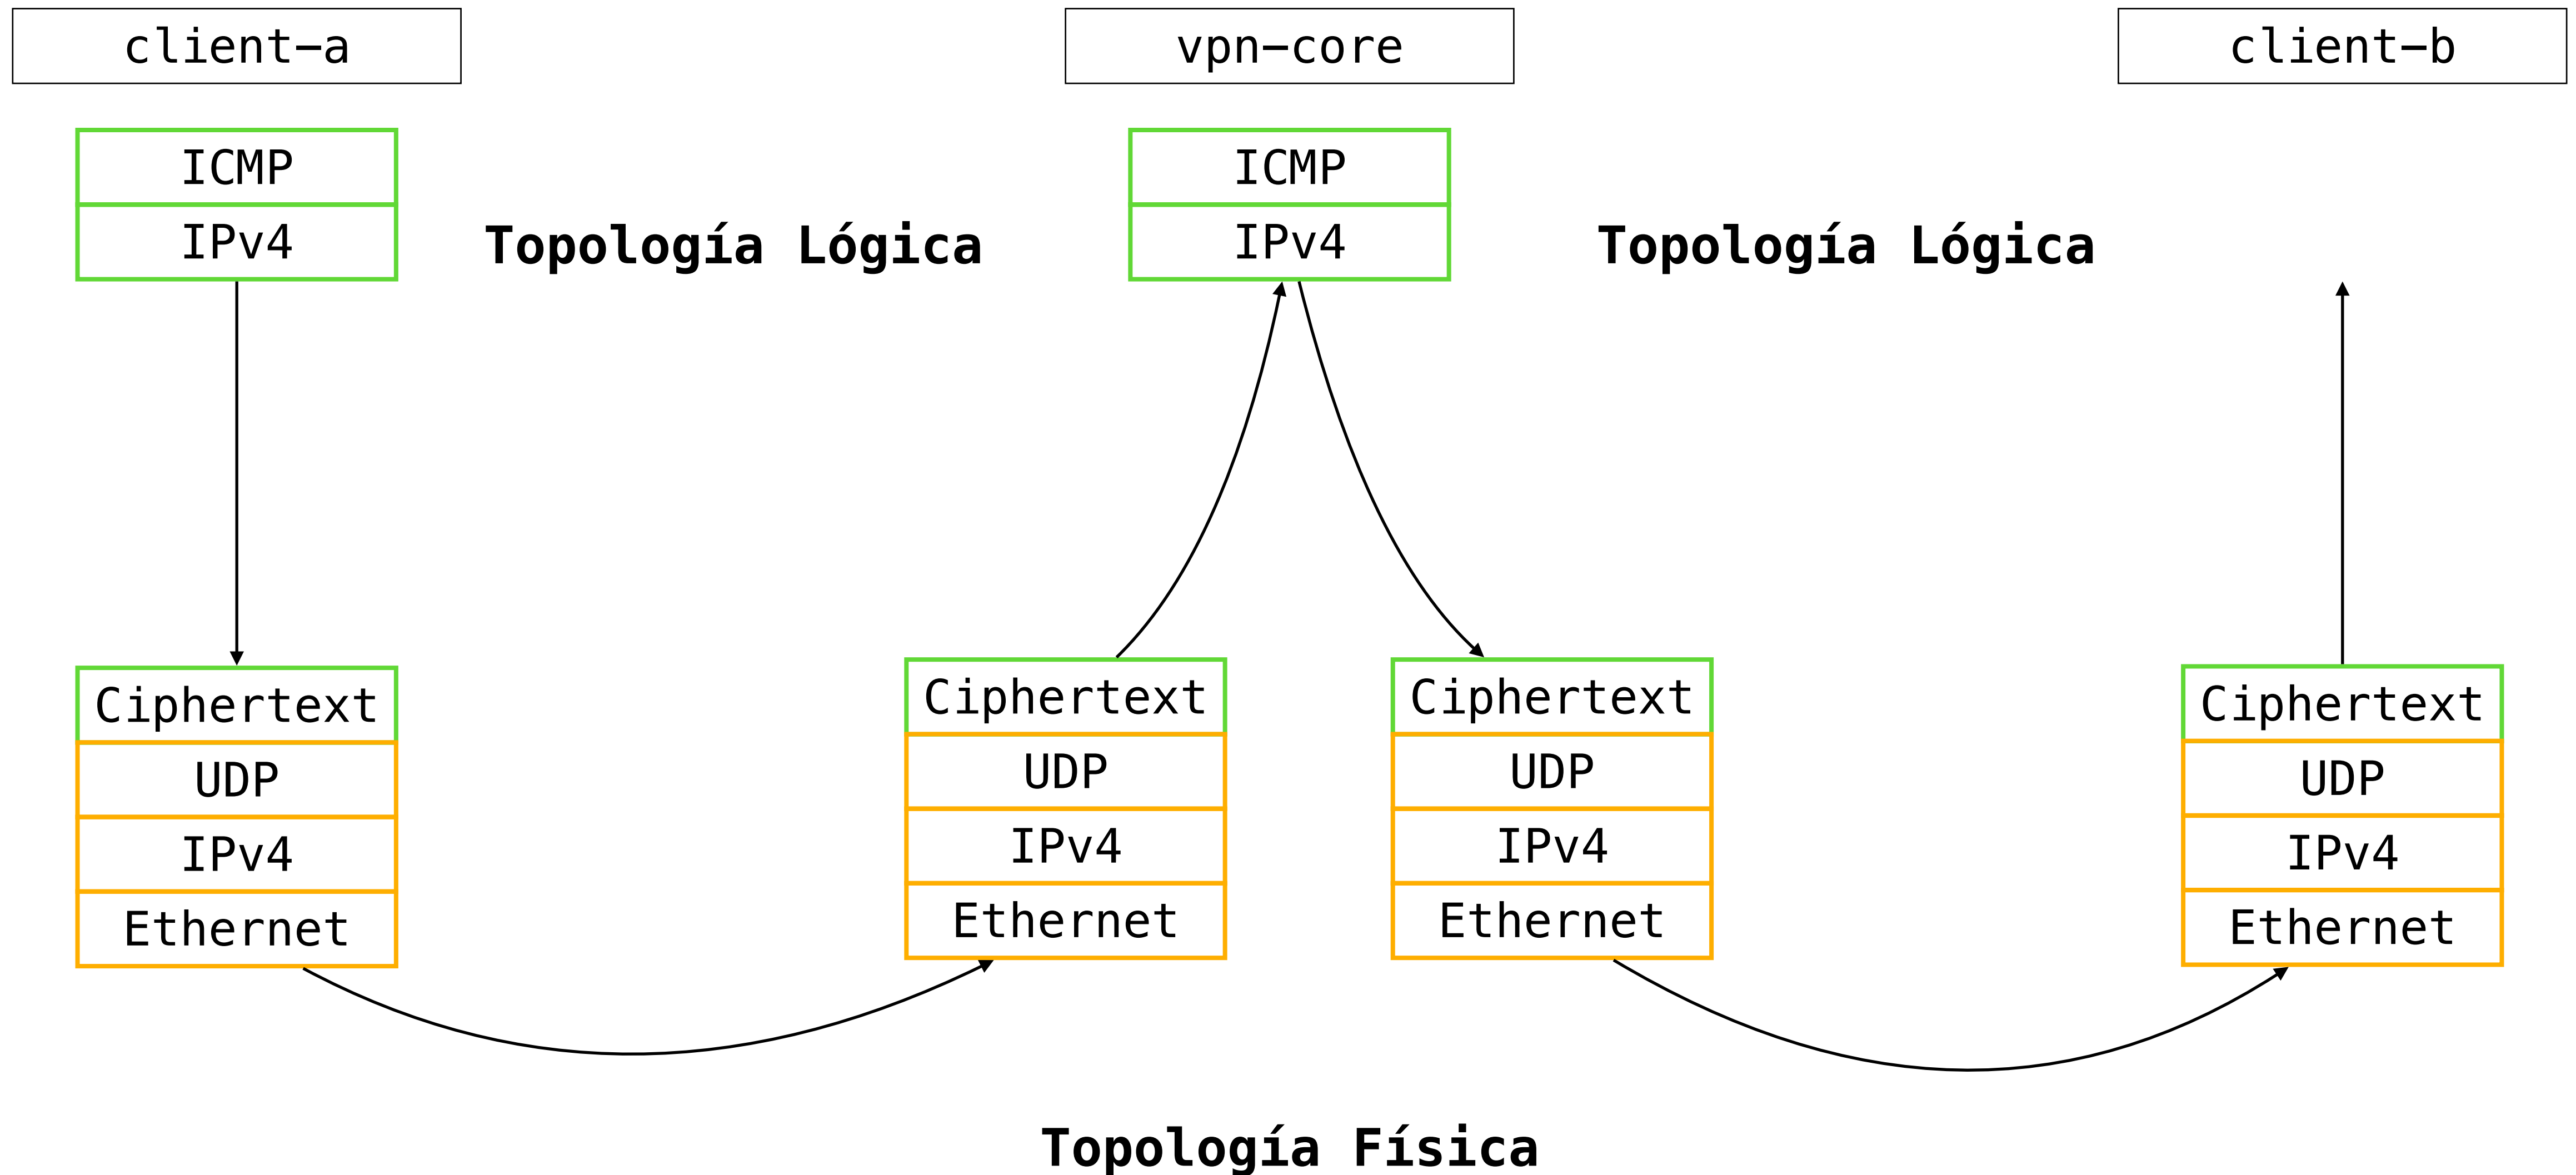 client-a
vpn-core
client-b
ICMP
IPv4
Topología Lógica
ICMP
IPv4
Topología Lógica
Ciphertext
UDP
IPv4
Ethernet
Ciphertext
UDP
IPv4
Ethernet
Ciphertext
UDP
IPv4
Ethernet
Ciphertext
UDP
IPv4
Ethernet
Topología Física